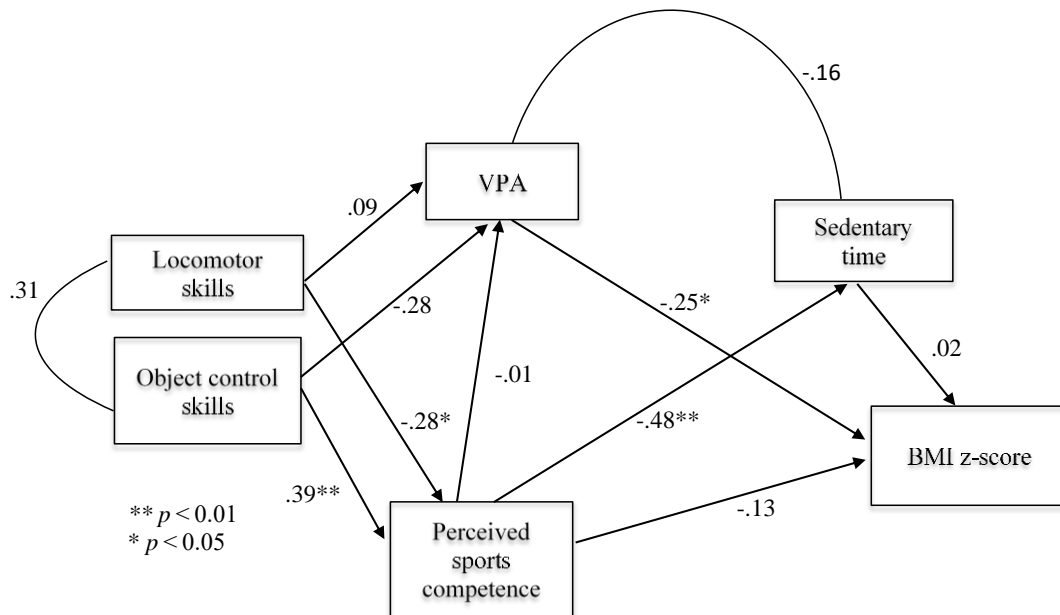 -.16
VPA
.09
Sedentary
time
Locomotor
skills
.31
-.28
-.25*
.02
Object control
skills
-.01
-.28*
-.48**
BMI z-score
.39**
-.13
** p < 0.01
* p < 0.05
Perceived
sports
competence